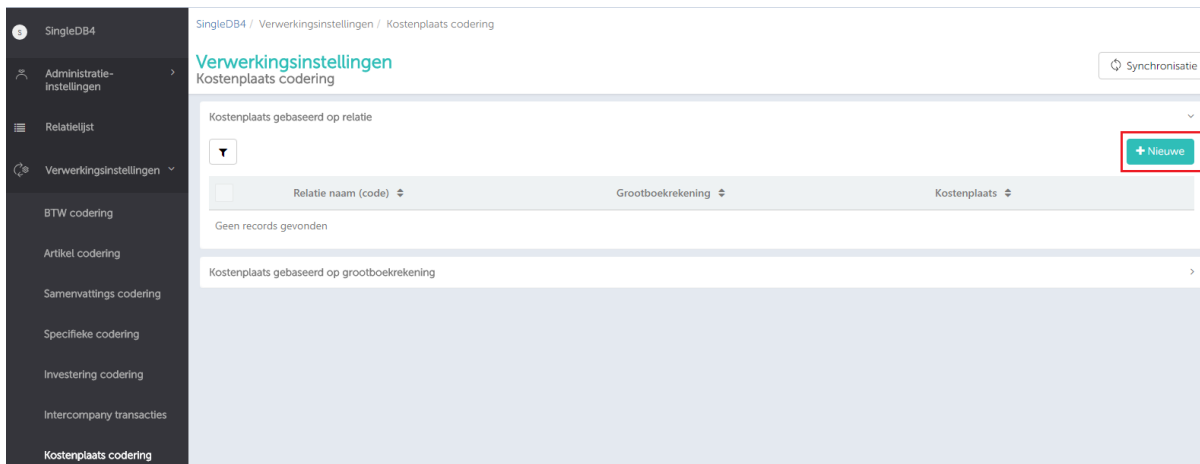 S
SingleDB4
Administratie-
instellingen
Relatielijst
Verwerkingsinstellingen
BTW codering
Artikel codering
Samenvattings codering
Specifieke codering
Investering codering
Intercompany transacties
Kostenplaats codering
SingleDB4 / Verwerkingsinstellingen / Kostenplaats codering
Verwerkingsinstellingen
Kostenplaats codering
Synchronisatie
Kostenplaats gebaseerd op relatie
+ Nieuwe
Relatie naam (code) Grootboekrekening Kostenplaats
Geen records gevonden
Kostenplaats gebaseerd op grootboekrekening